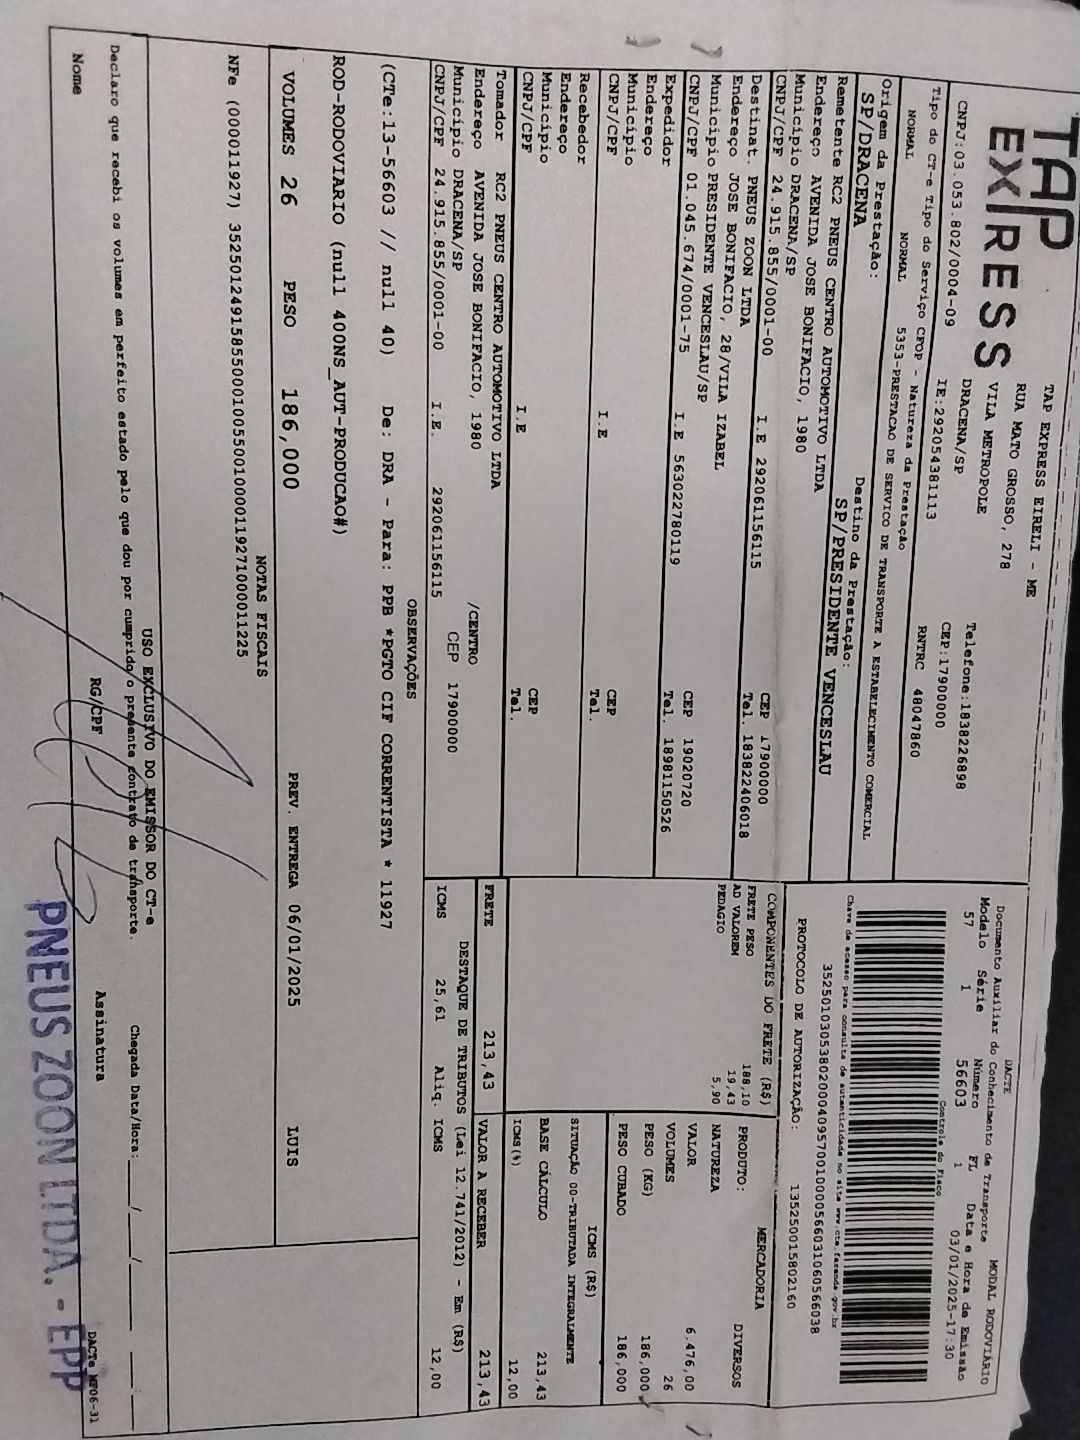 TAP
EXPRESS
TAP EXPRESS EIRELI - ME
RUA MATO GROSSO, 278
VILA METROPOLE
DRACENA/SP
Telefone:1838226898
CEP:17900000
CNPJ:03.053.802/0004-09 IE:292054381113 RNTRC 48047860
Tipo do CT-e Tipo do Serviço CFOP - Natureza da Prestação
NORMAL NORMAL 5353-PRESTACAO DE SERVICO DE TRANSPORTE A ESTABELECIMENTO COMERCIAL
Origem da Prestação: Destino da Prestação:
SP/DRACENA SP/PRESIDENTE VENCESLAU
Remetente RC2 PNEUS CENTRO AUTOMOTIVO LTDA
Endereço AVENIDA JOSE BONIFACIO, 1980
Município DRACENA/SP CEP 17900000
CNPJ/CPF 24.915.855/0001-00 I.E 292061156115 Tel. 183822406018
Destinat. PNEUS ZOON LTDA
Endereço JOSE BONIFACIO, 28/VILA IZABEL
Município PRESIDENTE VENCESLAU/SP CEP 19020720
CNPJ/CPF 01.045.674/0001-75 I.E 563022780119 Tel. 18981150526
Expedidor
Endereço
Município CEP
CNPJ/CPF I.E Tel.
Recebedor
Endereço
Município CEP
CNPJ/CPF I.E Tel.
Tomador RC2 PNEUS CENTRO AUTOMOTIVO LTDA
Endereço AVENIDA JOSE BONIFACIO, 1980 /CENTRO
Município DRACENA/SP CEP 17900000
CNPJ/CPF 24.915.855/0001-00 I.E. 292061156115
DACTE MODAL RODOVIÁRIO
Documento Auxiliar do Conhecimento de Transporte
Modelo Série Número FL Data e Hora de Emissão
57 1 56603 1 03/01/2025-17:30
Controle do Fisco
Chave de acesso para consulta de autenticidade no site www.cte.fazenda.gov.br
35250103053802000409570010000566031060566038
PROTOCOLO DE AUTORIZAÇÃO: 135250015802160
COMPONENTES DO FRETE (R$)
FRETE PESO 188,10
AD VALOREM 19,43
PEDAGIO 5,90
MERCADORIA
PRODUTO: DIVERSOS
NATUREZA
VALOR 6.476,00
VOLUMES 26
PESO (KG) 186,000
PESO CUBADO 186,000
ICMS (R$)
SITUAÇÃO 00-TRIBUTADA INTEGRALMENTE
BASE CÁLCULO 213,43
ICMS(%) 12,00
FRETE 213,43 VALOR A RECEBER 213,43
DESTAQUE DE TRIBUTOS (Lei 12.741/2012) - Em (R$)
ICMS 25,61 Aliq. ICMS 12,00
OBSERVAÇÕES
(CTe:13-56603 // null 40) De: DRA - Para: PPB *PGTO CIF CORRENTISTA * 11927
ROD-RODOVIARIO (null 400NS_AUT-PRODUCAO#)
VOLUMES 26 PESO 186,000 PREV. ENTREGA 06/01/2025 LUIS
NOTAS FISCAIS
NFe (000011927) 35250124915855000100550010000119271000011225
USO EXCLUSIVO DO EMISSOR DO CT-e
Declaro que recebi os volumes em perfeito estado pelo que dou por cumprido o presente contrato de transporte. Chegada Data/Hora: ____/____/____ ____:____
Nome RG/CPF Assinatura
DACTe MP06-31
PNEUS ZOON LTDA. - EPP